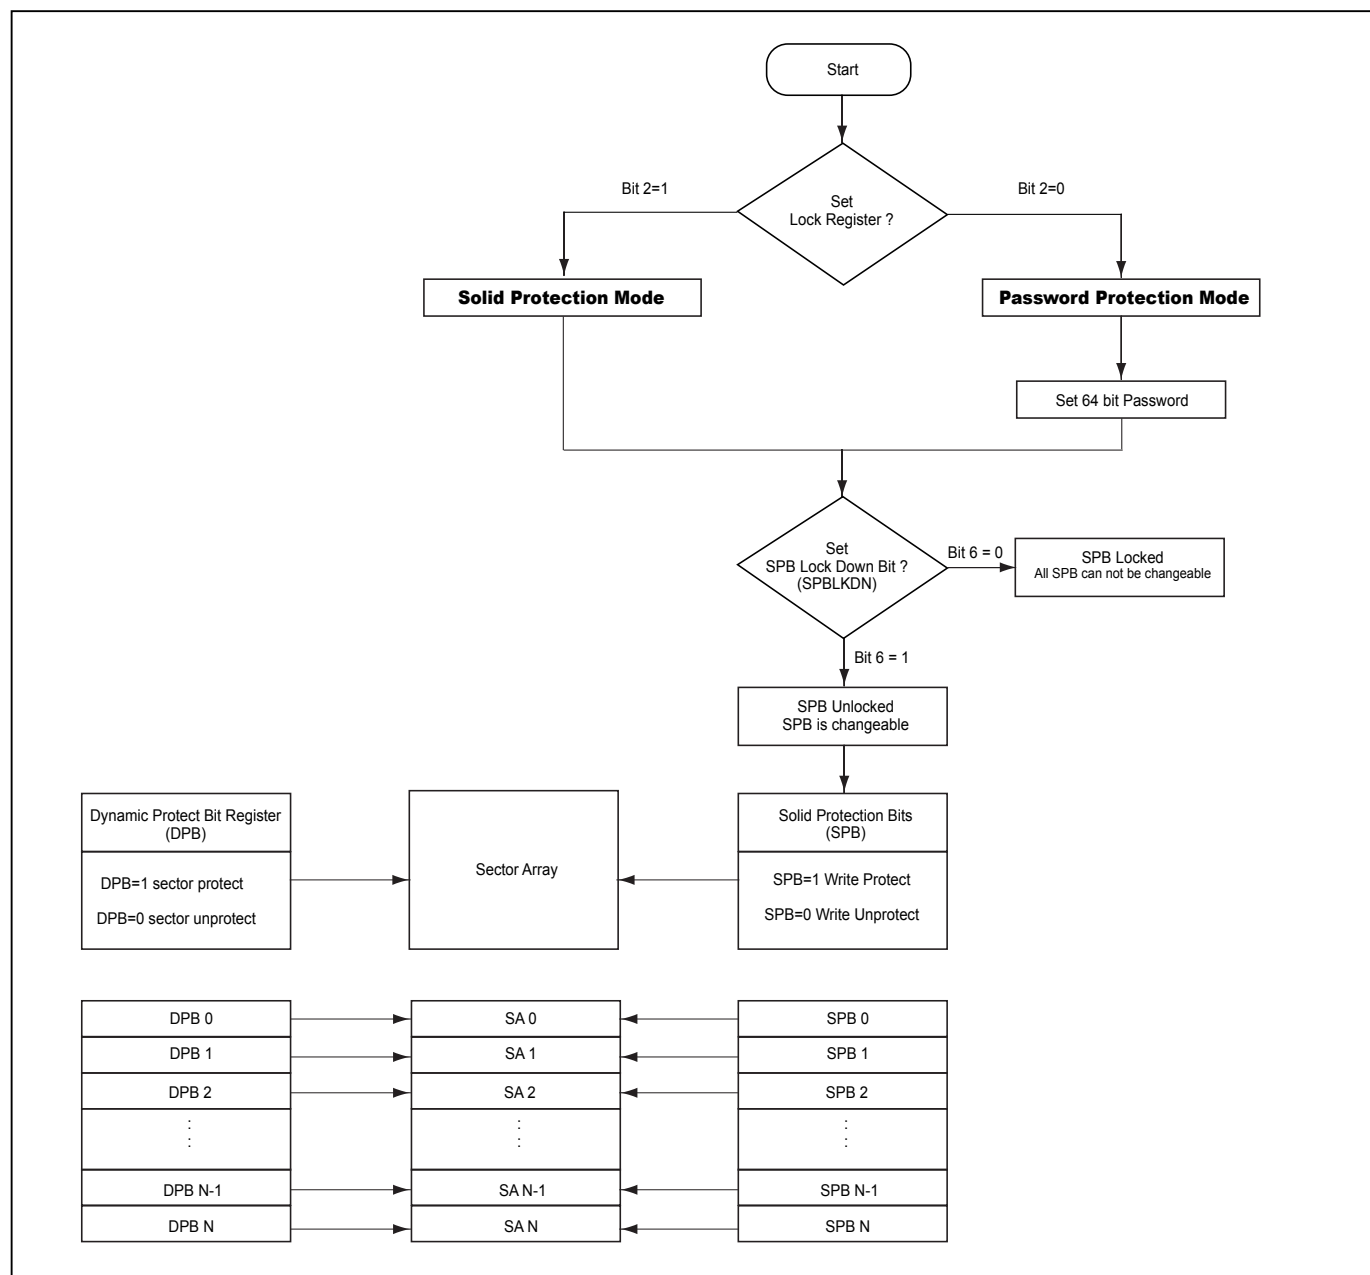 Start
Bit 2=1
Bit 2=0
Set
Lock Register ?
Solid Protection Mode
Password Protection Mode
Set 64 bit Password
Set
SPB Lock Down Bit ?
(SPBLKDN)
Bit 6 = 0
SPB Locked
All SPB can not be changeable
Bit 6 = 1
SPB Unlocked
SPB is changeable
Dynamic Protect Bit Register
(DPB)
DPB=1 sector protect
DPB=0 sector unprotect
Sector Array
Solid Protection Bits
(SPB)
SPB=1 Write Protect
SPB=0 Write Unprotect
DPB 0
SA 0
SPB 0
DPB 1
SA 1
SPB 1
DPB 2
SA 2
SPB 2
DPB N-1
SA N-1
SPB N-1
DPB N
SA N
SPB N